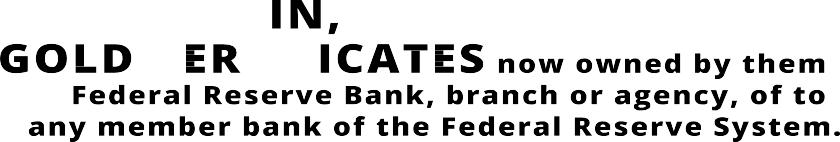 IN,
GOLD ER ICATES now owned by them
Federal Reserve Bank, branch or agency, of to
any member bank of the Federal Reserve System.